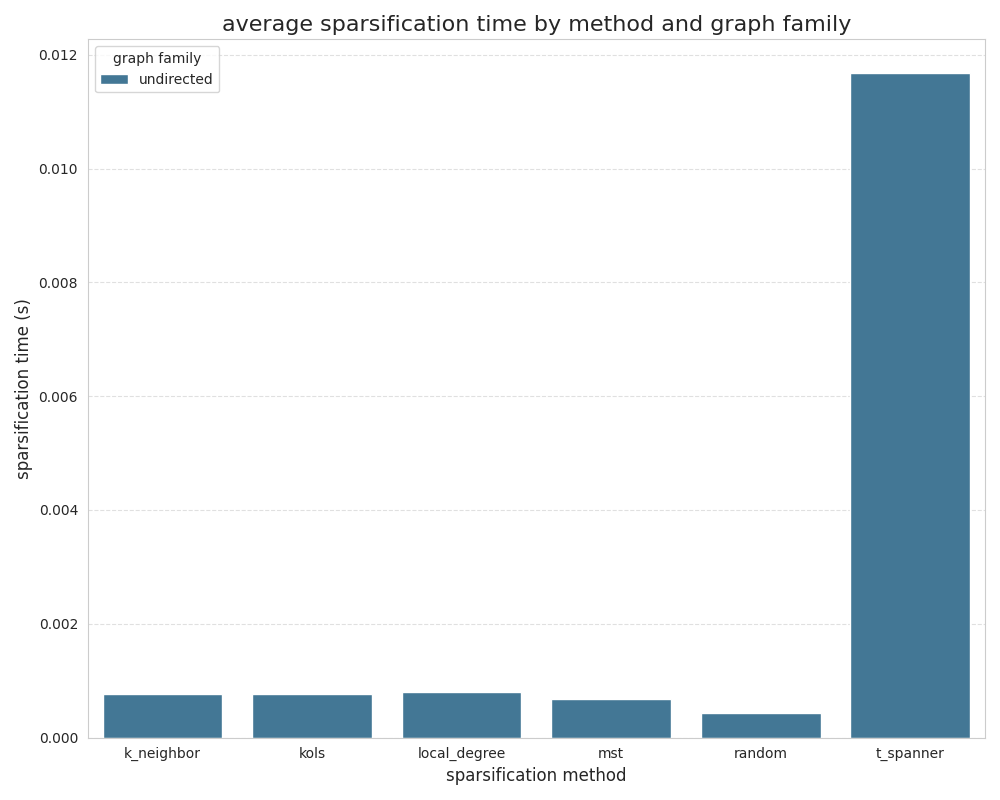 average sparsification time by method and graph family
graph family
undirected
0.012
0.010
0.008
0.006
0.004
0.002
0.000
sparsification time (s)
k_neighbor
kols
local_degree
mst
random
t_spanner
sparsification method